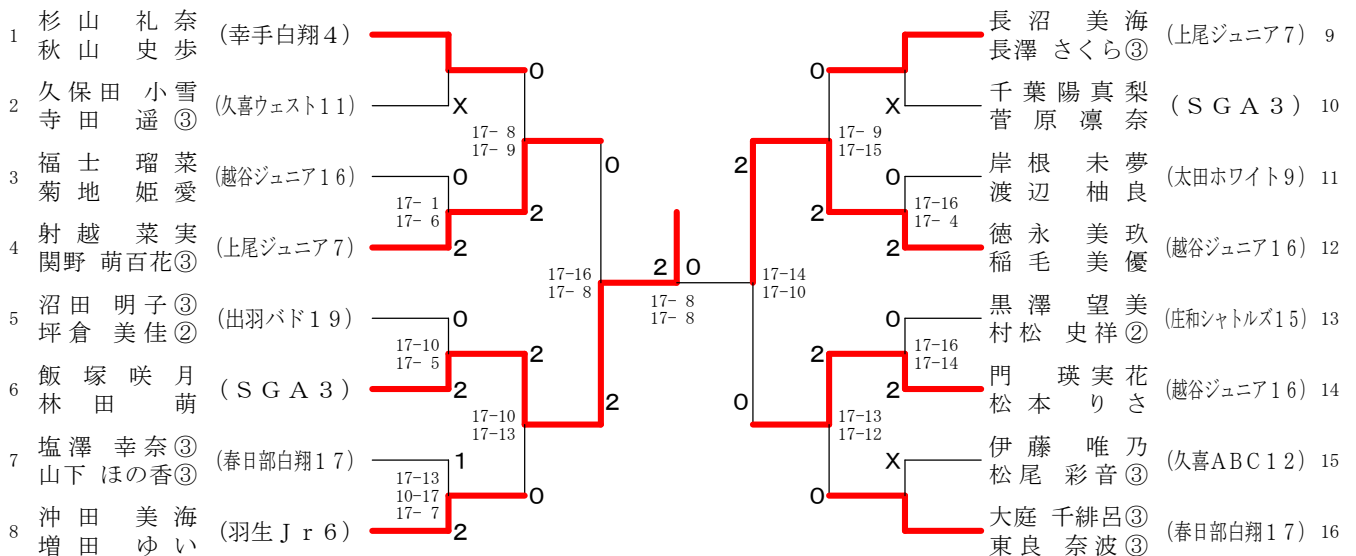 1 杉山礼奈 (幸手白翔4)
秋山史歩
2 久保田小雪 (久喜ウェスト11)
寺田遥③
3 福士瑠菜 (越谷ジュニア16)
菊地姫愛
4 射越菜実 (上尾ジュニア7)
関野 萌百花③
5 沼田明子③ (出羽バド19)
坪倉美佳②
6 飯塚咲月 (SGA3)
林田萌
7 塩澤幸奈③ (春日部白翔17)
山下 ほの香③
8 沖田美海 (羽生Jr6)
増田ゆい
0
X
17- 8
17- 9
0
0
17- 1
17- 6
2
2
17-16
17- 8
0
17-10
17- 5
2
2
17-10
17-13
2
1
17-13
10-17
17- 7
0
2
2 0
17- 8
17- 8
0
X
17- 9
17-15
2
0
17-16
17- 4
2
2
17-14
17-10
0
17-16
17-14
2
2
17-13
17-12
0
X
0
長沼美海 (上尾ジュニア7) 9
長澤 さくら③
千葉陽真梨 (SGA3) 10
菅原凛奈
岸根未夢 (太田ホワイト9) 11
渡辺柚良
徳永美玖 (越谷ジュニア16) 12
稲毛美優
黒澤望美 (庄和シャトルズ15) 13
村松史祥②
門瑛実花 (越谷ジュニア16) 14
松本りさ
伊藤唯乃 (久喜ABC12) 15
松尾彩音③
大庭 千緋呂③ (春日部白翔17) 16
東良奈波③